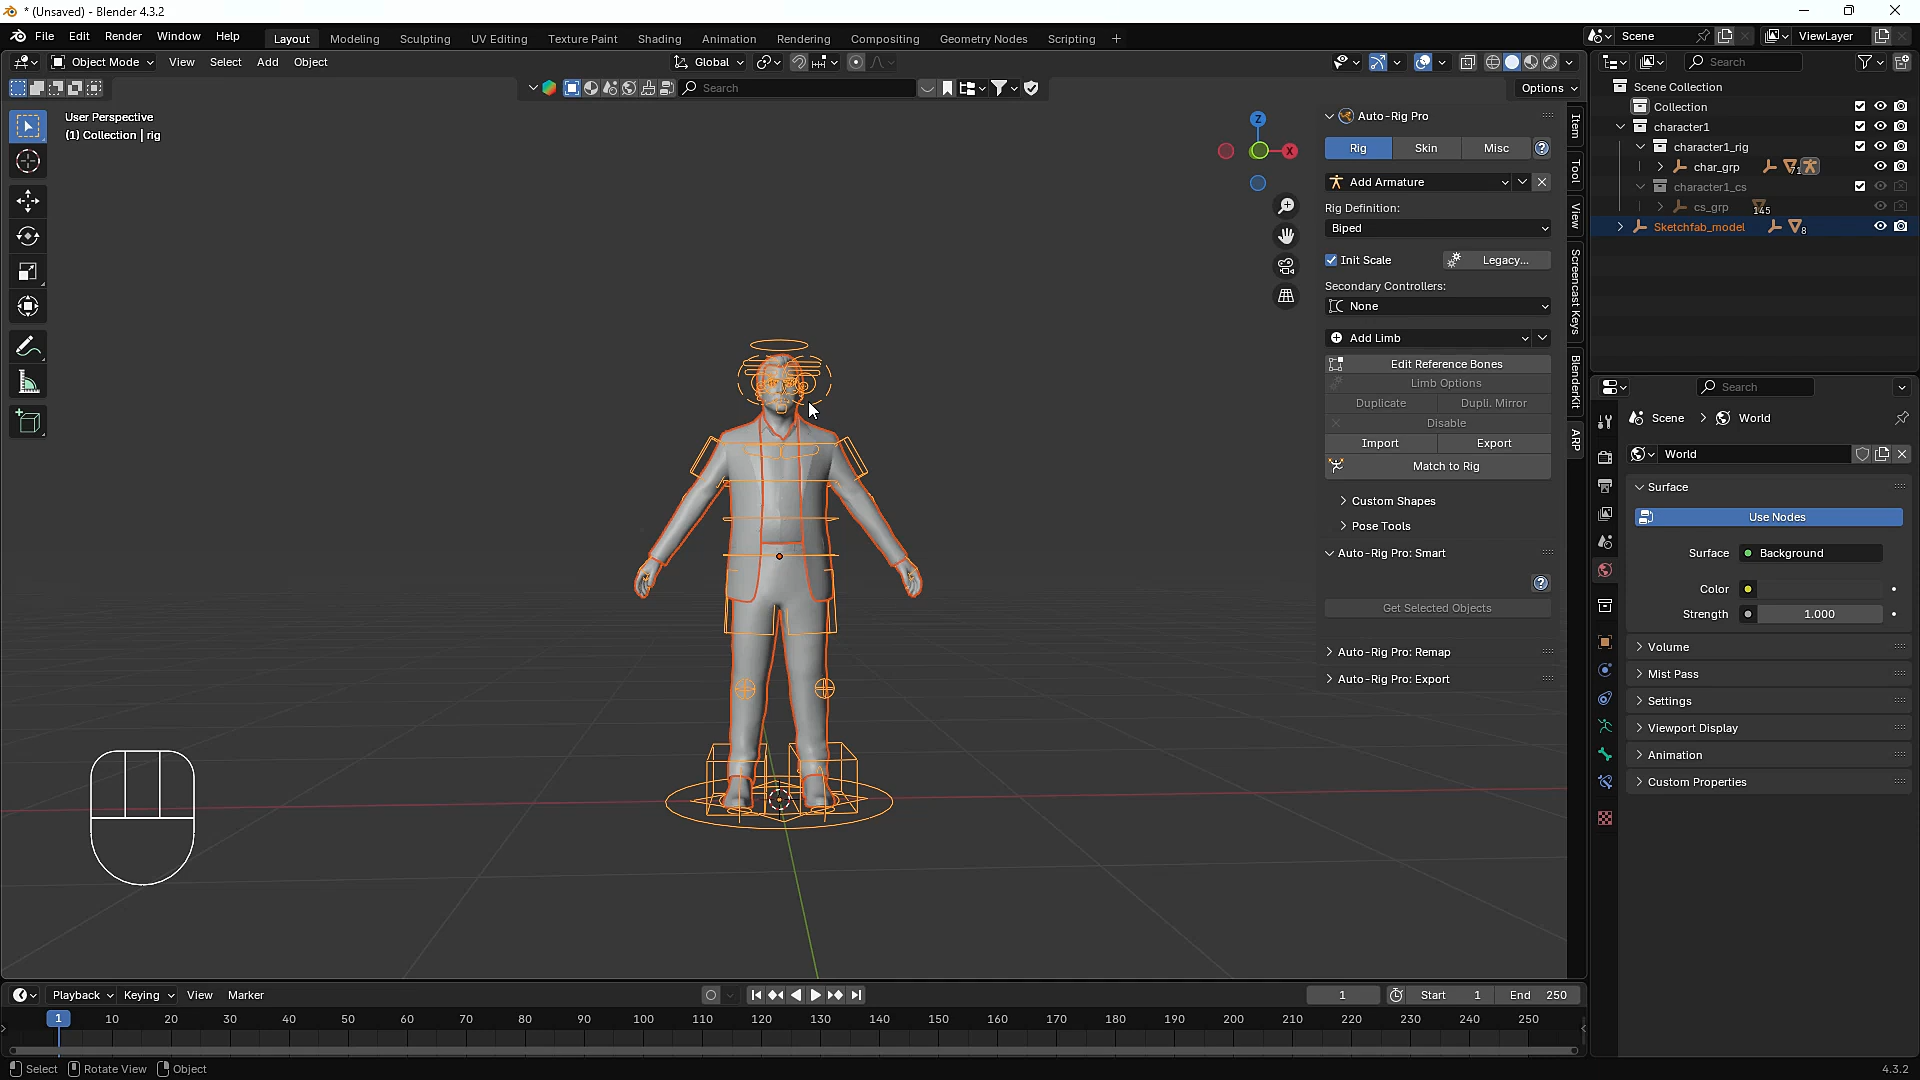 * (Unsaved) - Blender 4.3.2
File Edit Render Window Help
Layout Modeling Sculpting UV Editing Texture Paint Shading Animation Rendering Compositing Geometry Nodes Scripting +
Scene ViewLayer
Object Mode View Select Add Object
Global
Search
Search
Options
User Perspective
(1) Collection | rig
Z
X
Auto-Rig Pro
Rig Skin Misc ?
Add Armature
Rig Definition:
Biped
Init Scale Legacy...
Secondary Controllers:
None
Add Limb
Edit Reference Bones
Limb Options
Duplicate Dupli. Mirror
Disable
Import Export
Match to Rig
Custom Shapes
Pose Tools
Auto-Rig Pro: Smart
?
Get Selected Objects
Auto-Rig Pro: Remap
Auto-Rig Pro: Export
Item
Tool
View
Screencast Keys
BlenderKit
ARP
Scene Collection
Collection
character1
character1_rig
char_grp 71
character1_cs
cs_grp 145
Sketchfab_model 8
Search
Scene > World
World
Surface
Use Nodes
Surface Background
Color
Strength 1.000
Volume
Mist Pass
Settings
Viewport Display
Animation
Custom Properties
Playback Keying View Marker
1 Start 1 End 250
1 10 20 30 40 50 60 70 80 90 100 110 120 130 140 150 160 170 180 190 200 210 220 230 240 250
Select Rotate View Object
4.3.2